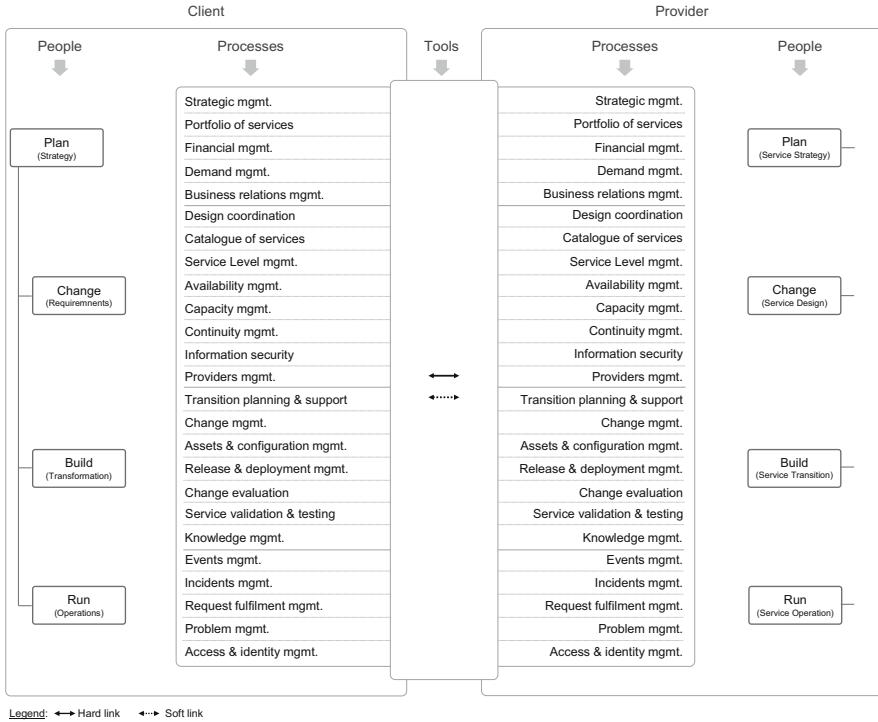 Client
Provider
People
Processes
Tools
Processes
People
Plan
(Strategy)
Change
(Requiremnents)
Build
(Transformation)
Run
(Operations)
Strategic mgmt.
Portfolio of services
Financial mgmt.
Demand mgmt.
Business relations mgmt.
Design coordination
Catalogue of services
Service Level mgmt.
Availability mgmt.
Capacity mgmt.
Continuity mgmt.
Information security
Providers mgmt.
Transition planning & support
Change mgmt.
Assets & configuration mgmt.
Release & deployment mgmt.
Change evaluation
Service validation & testing
Knowledge mgmt.
Events mgmt.
Incidents mgmt.
Request fulfilment mgmt.
Problem mgmt.
Access & identity mgmt.
Strategic mgmt.
Portfolio of services
Financial mgmt.
Demand mgmt.
Business relations mgmt.
Design coordination
Catalogue of services
Service Level mgmt.
Availability mgmt.
Capacity mgmt.
Continuity mgmt.
Information security
Providers mgmt.
Transition planning & support
Change mgmt.
Assets & configuration mgmt.
Release & deployment mgmt.
Change evaluation
Service validation & testing
Knowledge mgmt.
Events mgmt.
Incidents mgmt.
Request fulfilment mgmt.
Problem mgmt.
Access & identity mgmt.
Plan
(Service Strategy)
Change
(Service Design)
Build
(Service Transition)
Run
(Service Operation)
Legend: Hard link Soft link